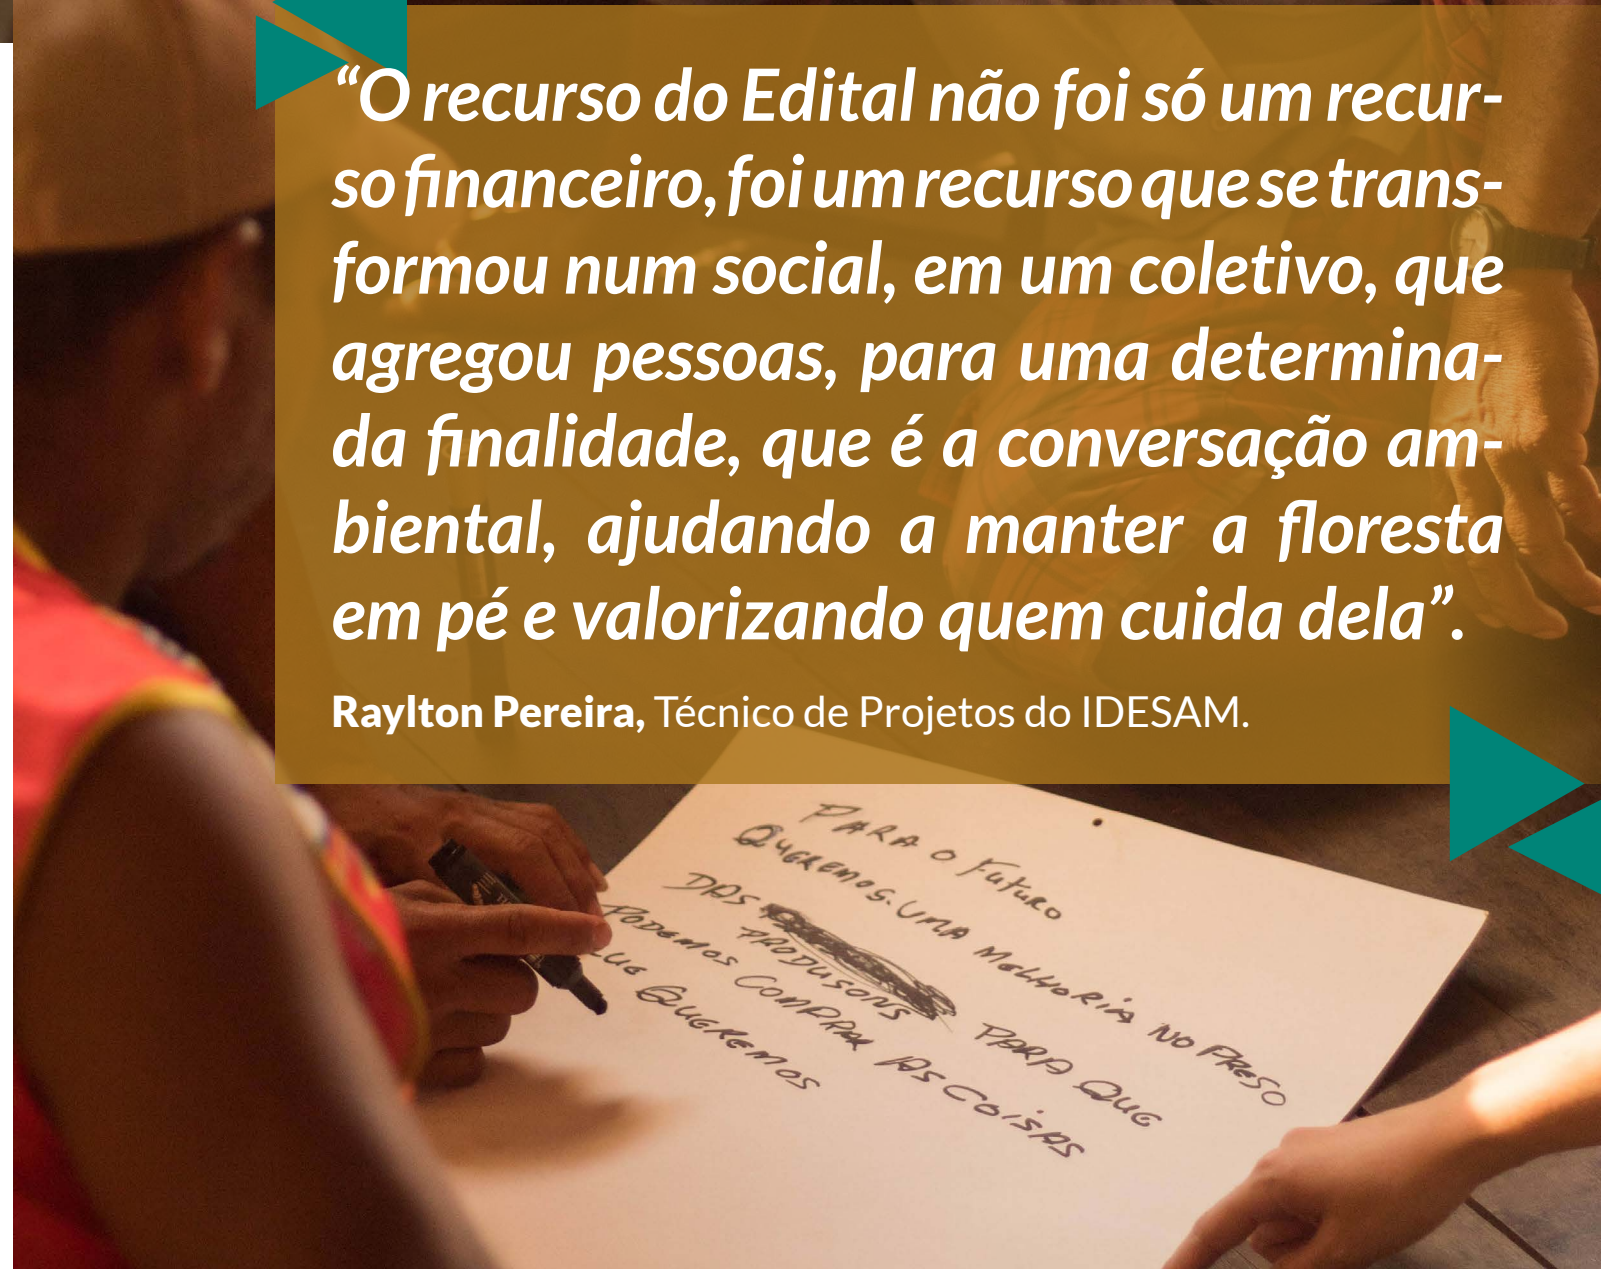 “O recurso do Edital não foi só um recur-
so financeiro, foi um recurso que se trans-
formou num social, em um coletivo, que
agregou pessoas, para uma determina-
da finalidade, que é a conversação am-
biental, ajudando a manter a floresta
em pé e valorizando quem cuida dela”.
Raylton Pereira, Técnico de Projetos do IDESAM.
PARA O FUTURO
QUEREMOS. UMA MELHORIA NO PRESO
DAS PRODUSONS PARA QUE
PODEMOS COMPRAR AS COISAS
QUE QUEREMOS